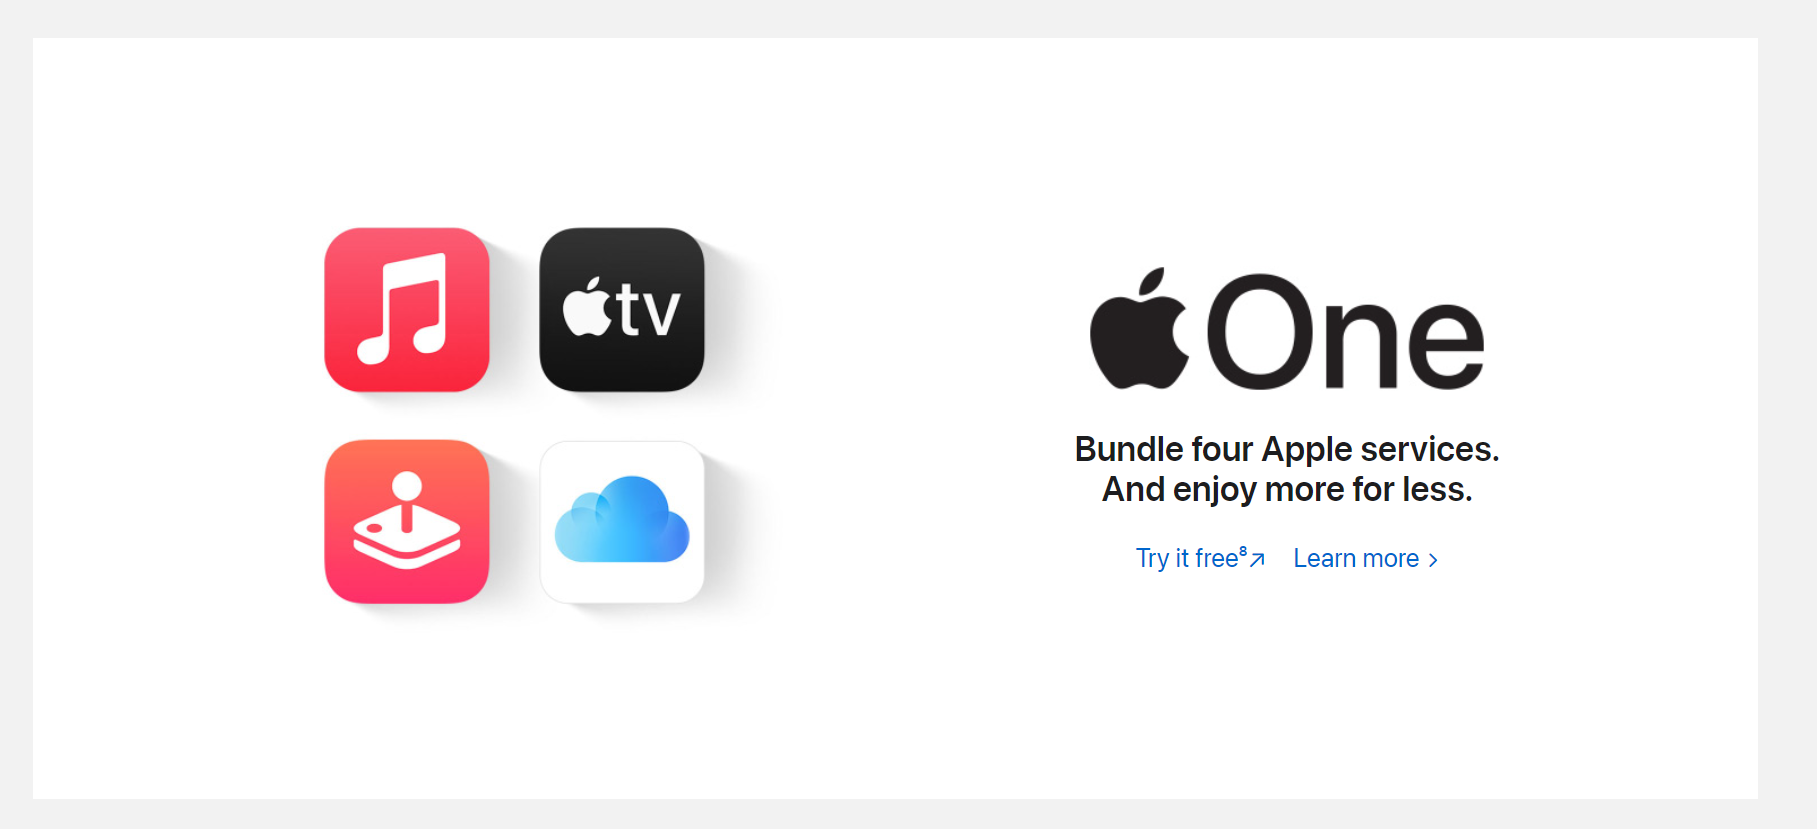 tv
One
Bundle four Apple services.
And enjoy more for less.
Try it free⁸↗ Learn more >